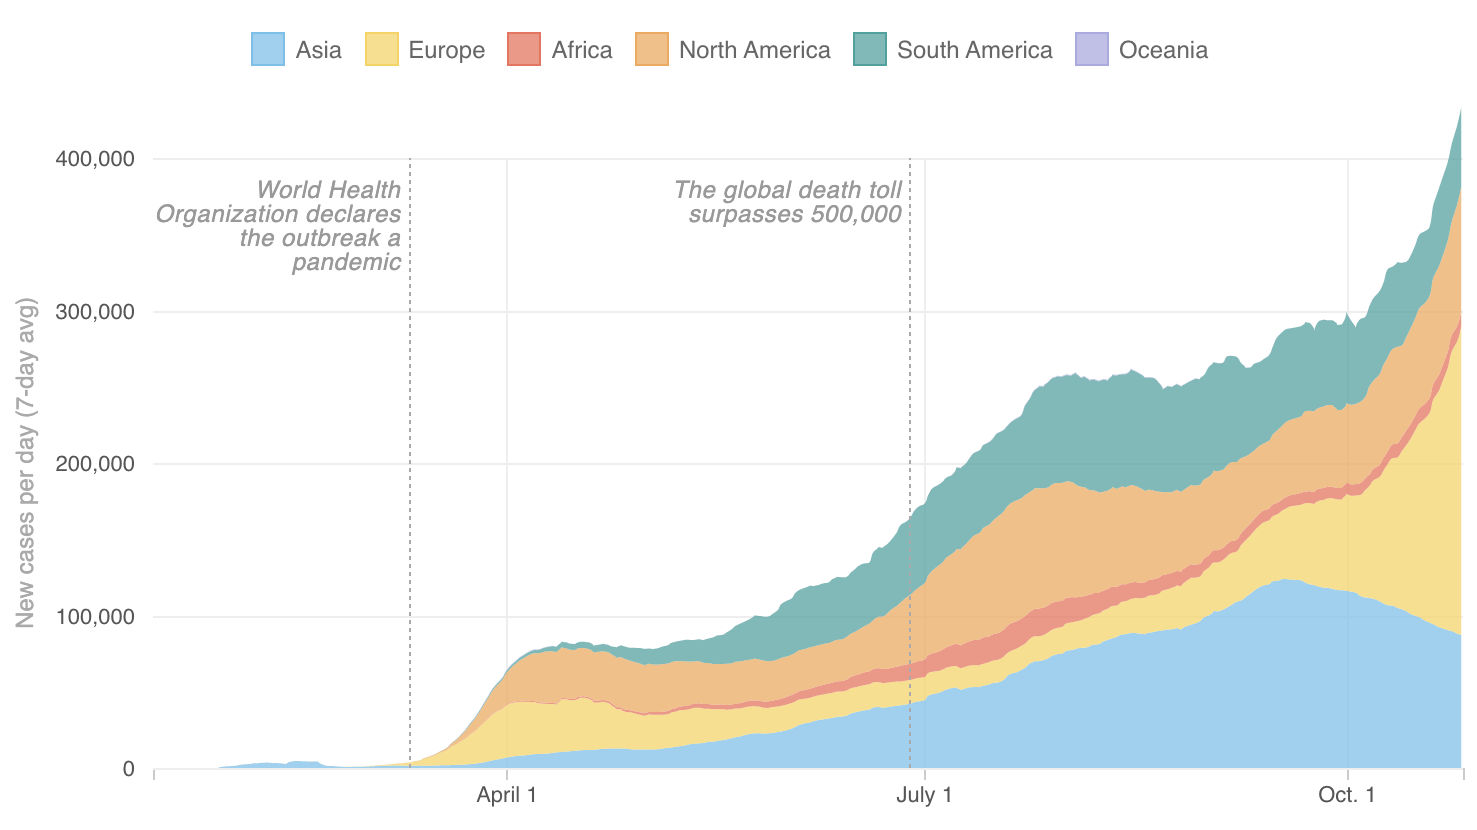 Asia Europe Africa North America South America Oceania
New cases per day (7-day avg)
400,000
300,000
200,000
100,000
0
World Health
Organization declares
the outbreak a
pandemic
The global death toll
surpasses 500,000
April 1
July 1
Oct. 1